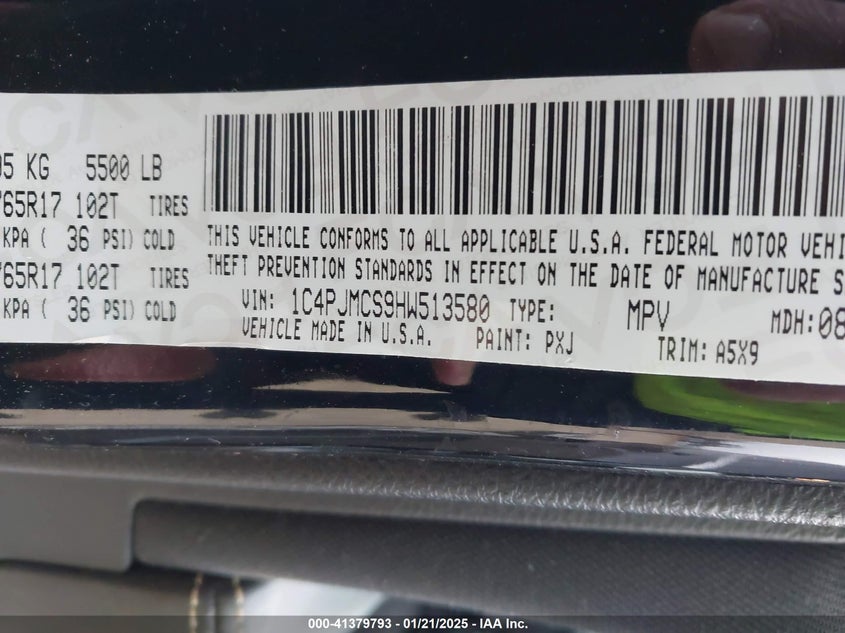 05 KG 5500 LB
/65R17 102T TIRES
KPA ( 36 PSI) COLD
/65R17 102T TIRES
KPA ( 36 PSI) COLD
THIS VEHICLE CONFORMS TO ALL APPLICABLE U.S.A. FEDERAL MOTOR VEHI
THEFT PREVENTION STANDARDS IN EFFECT ON THE DATE OF MANUFACTURE S
VIN: 1C4PJMCS9HW513580 TYPE: MPV MDH:08
VEHICLE MADE IN U.S.A. PAINT: PXJ TRIM: A5X9
000-41379793 - 01/21/2025 - IAA Inc.